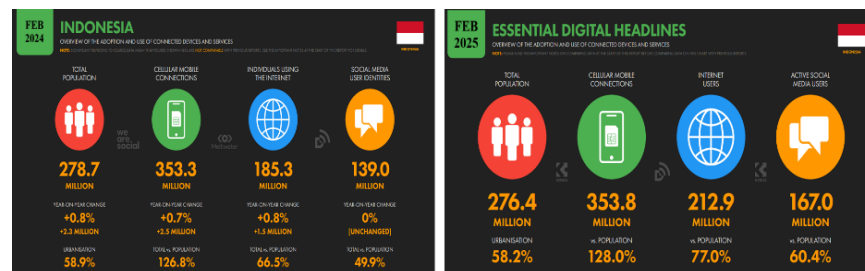 FEB
2024
INDONESIA
OVERVIEW OF THE ADOPTION AND USE OF CONNECTED DEVICES AND SERVICES
INDONESIA
TOTAL
POPULATION
CELLULAR MOBILE
CONNECTIONS
INDIVIDUALS USING
THE INTERNET
SOCIAL MEDIA
USER IDENTITIES
we
are.
social
Meltwater
278.7
MILLION
353.3
MILLION
185.3
MILLION
139.0
MILLION
YEAR-ON-YEAR CHANGE
+0.8%
+2.3 MILLION
YEAR-ON-YEAR CHANGE
+0.7%
+2.5 MILLION
YEAR-ON-YEAR CHANGE
+0.8%
+1.5 MILLION
YEAR-ON-YEAR CHANGE
0%
[UNCHANGED]
URBANISATION
58.9%
TOTAL vs. POPULATION
126.8%
TOTAL vs. POPULATION
66.5%
TOTAL vs. POPULATION
49.9%
FEB
2025
ESSENTIAL DIGITAL HEADLINES
OVERVIEW OF THE ADOPTION AND USE OF CONNECTED DEVICES AND SERVICES
INDONESIA
TOTAL
POPULATION
CELLULAR MOBILE
CONNECTIONS
INTERNET
USERS
ACTIVE SOCIAL
MEDIA USERS
276.4
MILLION
353.8
MILLION
212.9
MILLION
167.0
MILLION
URBANISATION
58.2%
vs. POPULATION
128.0%
vs. POPULATION
77.0%
vs. POPULATION
60.4%